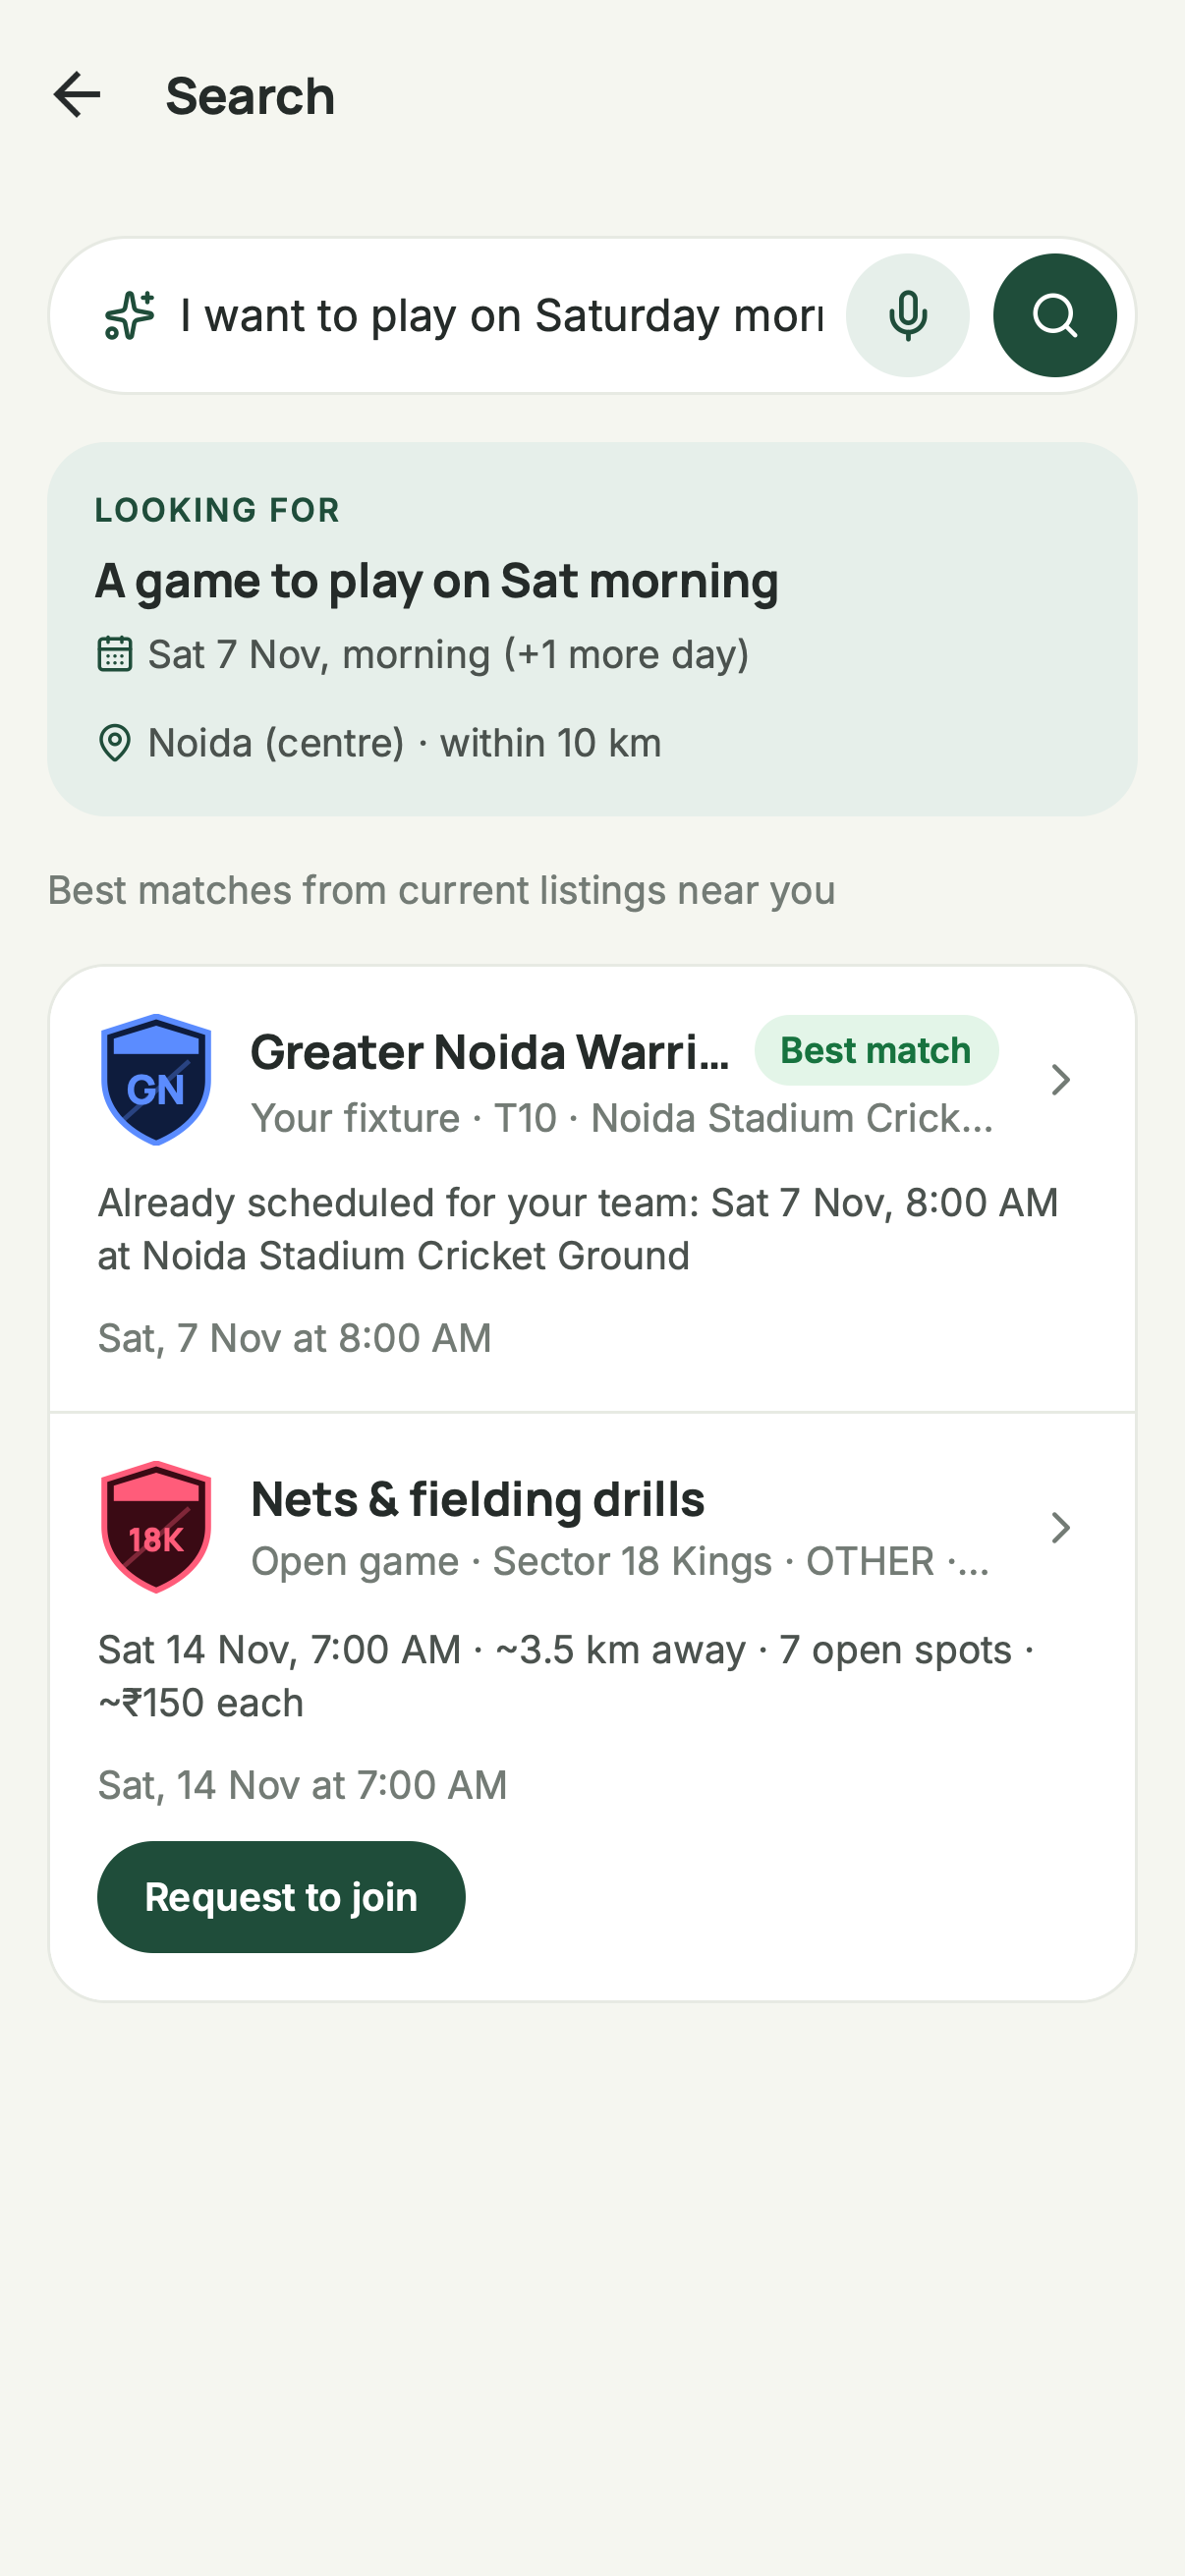 Search
I want to play on Saturday morn
LOOKING FOR
A game to play on Sat morning
Sat 7 Nov, morning (+1 more day)
Noida (centre) · within 10 km
Best matches from current listings near you
GN
Greater Noida Warri...
Best match
Your fixture · T10 · Noida Stadium Crick...
Already scheduled for your team: Sat 7 Nov, 8:00 AM
at Noida Stadium Cricket Ground
Sat, 7 Nov at 8:00 AM
18K
Nets & fielding drills
Open game · Sector 18 Kings · OTHER ·...
Sat 14 Nov, 7:00 AM · ~3.5 km away · 7 open spots ·
~₹150 each
Sat, 14 Nov at 7:00 AM
Request to join